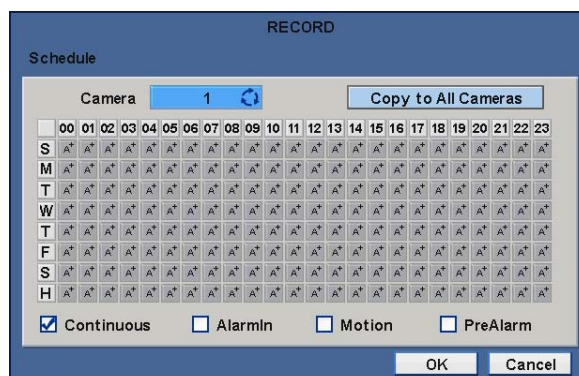 RECORD
Schedule
Camera 1 Copy to All Cameras
00 01 02 03 04 05 06 07 08 09 10 11 12 13 14 15 16 17 18 19 20 21 22 23
S A+ A+ A+ A+ A+ A+ A+ A+ A+ A+ A+ A+ A+ A+ A+ A+ A+ A+ A+ A+ A+ A+ A+ A+
M A+ A+ A+ A+ A+ A+ A+ A+ A+ A+ A+ A+ A+ A+ A+ A+ A+ A+ A+ A+ A+ A+ A+ A+
T A+ A+ A+ A+ A+ A+ A+ A+ A+ A+ A+ A+ A+ A+ A+ A+ A+ A+ A+ A+ A+ A+ A+ A+
W A+ A+ A+ A+ A+ A+ A+ A+ A+ A+ A+ A+ A+ A+ A+ A+ A+ A+ A+ A+ A+ A+ A+ A+
T A+ A+ A+ A+ A+ A+ A+ A+ A+ A+ A+ A+ A+ A+ A+ A+ A+ A+ A+ A+ A+ A+ A+ A+
F A+ A+ A+ A+ A+ A+ A+ A+ A+ A+ A+ A+ A+ A+ A+ A+ A+ A+ A+ A+ A+ A+ A+ A+
S A+ A+ A+ A+ A+ A+ A+ A+ A+ A+ A+ A+ A+ A+ A+ A+ A+ A+ A+ A+ A+ A+ A+ A+
H A+ A+ A+ A+ A+ A+ A+ A+ A+ A+ A+ A+ A+ A+ A+ A+ A+ A+ A+ A+ A+ A+ A+ A+
Continuous AlarmIn Motion PreAlarm
OK Cancel